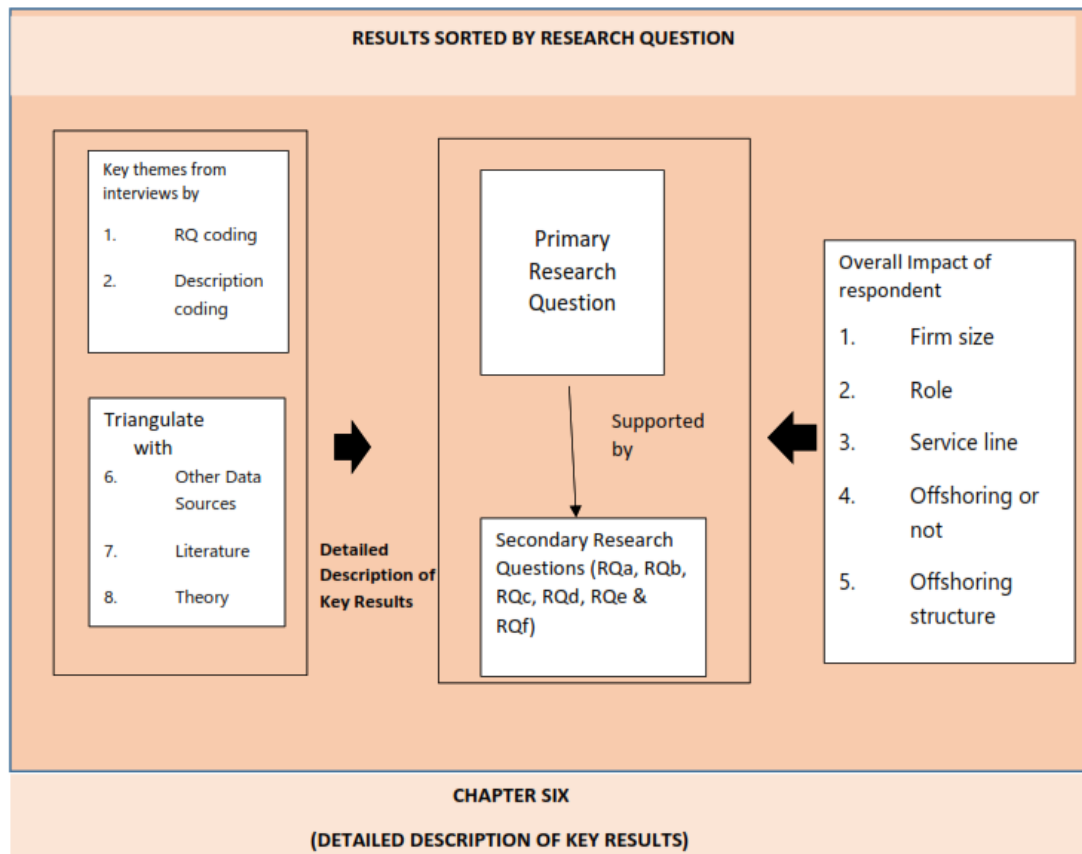 RESULTS SORTED BY RESEARCH QUESTION
Key themes from
interviews by
1. RQ coding
2. Description
coding
Triangulate
with
6. Other Data
Sources
7. Literature
8. Theory
Detailed
Description of
Key Results
Primary
Research
Question
Supported
by
Secondary Research
Questions (RQa, RQb,
RQc, RQd, RQe &
RQf)
Overall Impact of
respondent
1. Firm size
2. Role
3. Service line
4. Offshoring or
not
5. Offshoring
structure
CHAPTER SIX
(DETAILED DESCRIPTION OF KEY RESULTS)